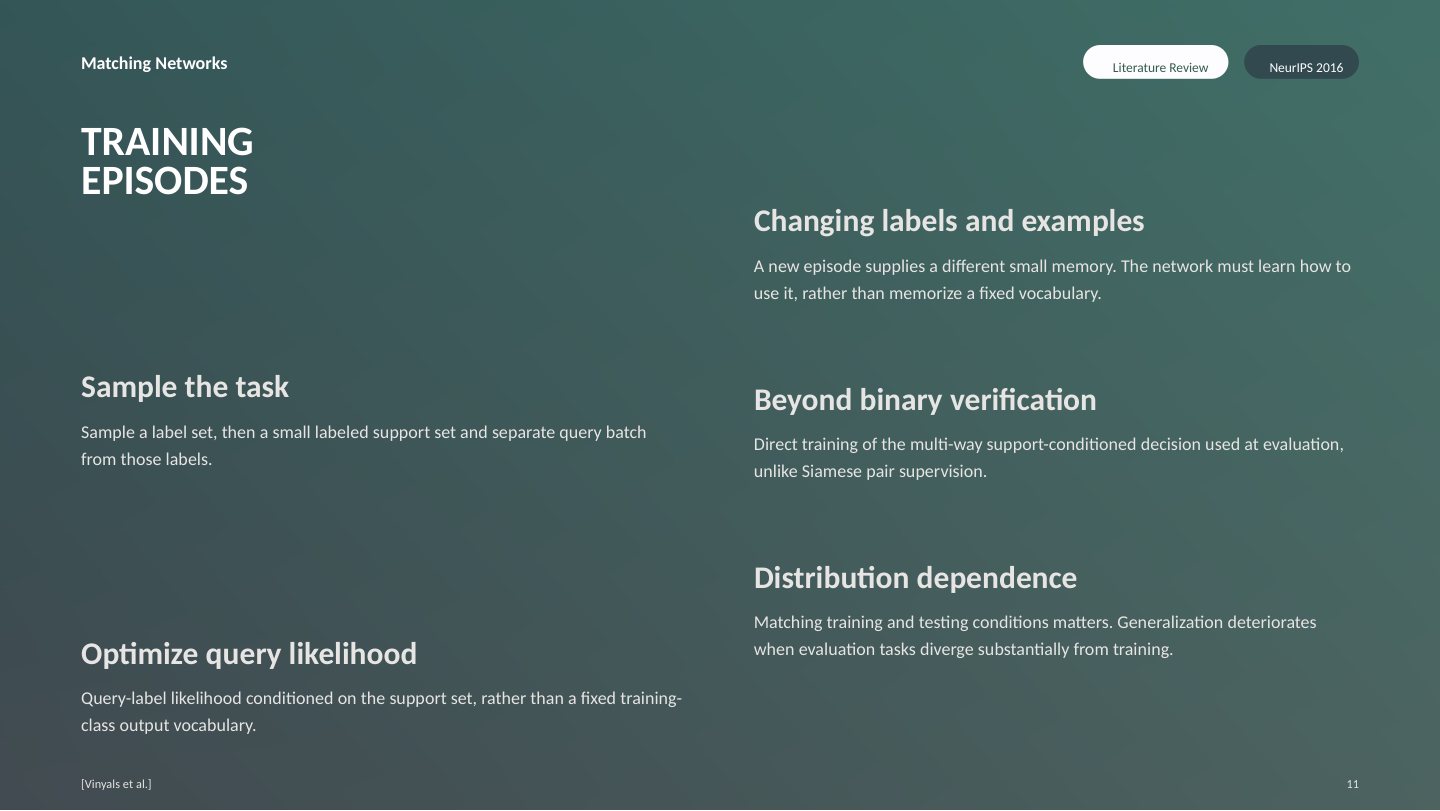 Matching Networks
Literature Review
NeurIPS 2016
TRAINING
EPISODES
Sample the task
Sample a label set, then a small labeled support set and separate query batch
from those labels.
Optimize query likelihood
Query-label likelihood conditioned on the support set, rather than a fixed training-
class output vocabulary.
Changing labels and examples
A new episode supplies a different small memory. The network must learn how to
use it, rather than memorize a fixed vocabulary.
Beyond binary verification
Direct training of the multi-way support-conditioned decision used at evaluation,
unlike Siamese pair supervision.
Distribution dependence
Matching training and testing conditions matters. Generalization deteriorates
when evaluation tasks diverge substantially from training.
[Vinyals et al.]
11